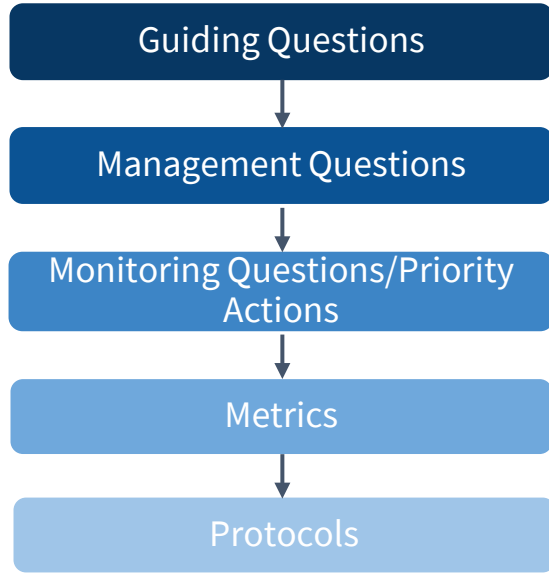 Guiding Questions
Management Questions
Monitoring Questions/Priority
Actions
Metrics
Protocols